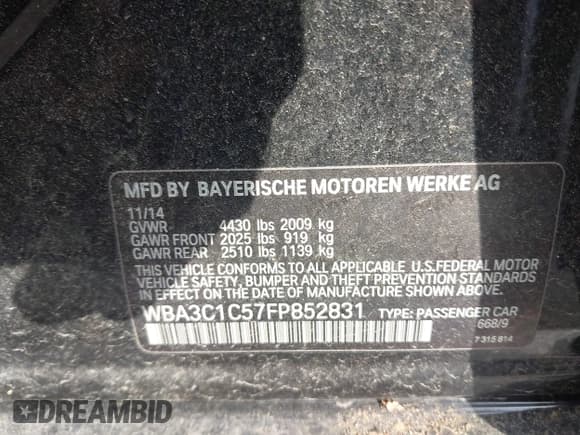 MFD BY BAYERISCHE MOTOREN WERKE AG
11/14
GVWR 4430 lbs 2009 kg
GAWR FRONT 2025 lbs 919 kg
GAWR REAR 2510 lbs 1139 kg
THIS VEHICLE CONFORMS TO ALL APPLICABLE U.S.FEDERAL MOTOR
VEHICLE SAFETY, BUMPER AND THEFT PREVENTION STANDARDS IN
EFFECT ON THE DATE OF MANUFACTURE SHOWN ABOVE.
WBA3C1C57FP852831 TYPE: PASSENGER CAR
668/9
7 315 814
DREAMBID